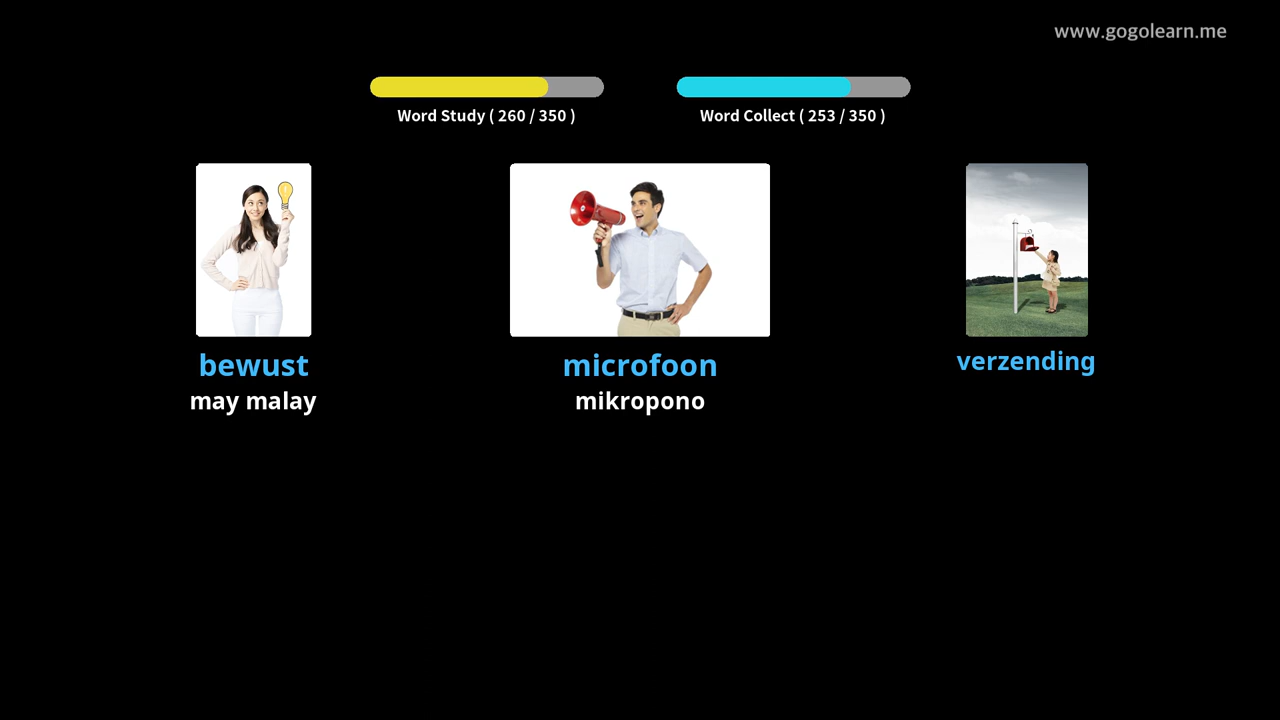 www.gogolearn.me
Word Study ( 260 / 350 )
Word Collect ( 253 / 350 )
bewust
may malay
microfoon
mikropono
verzending